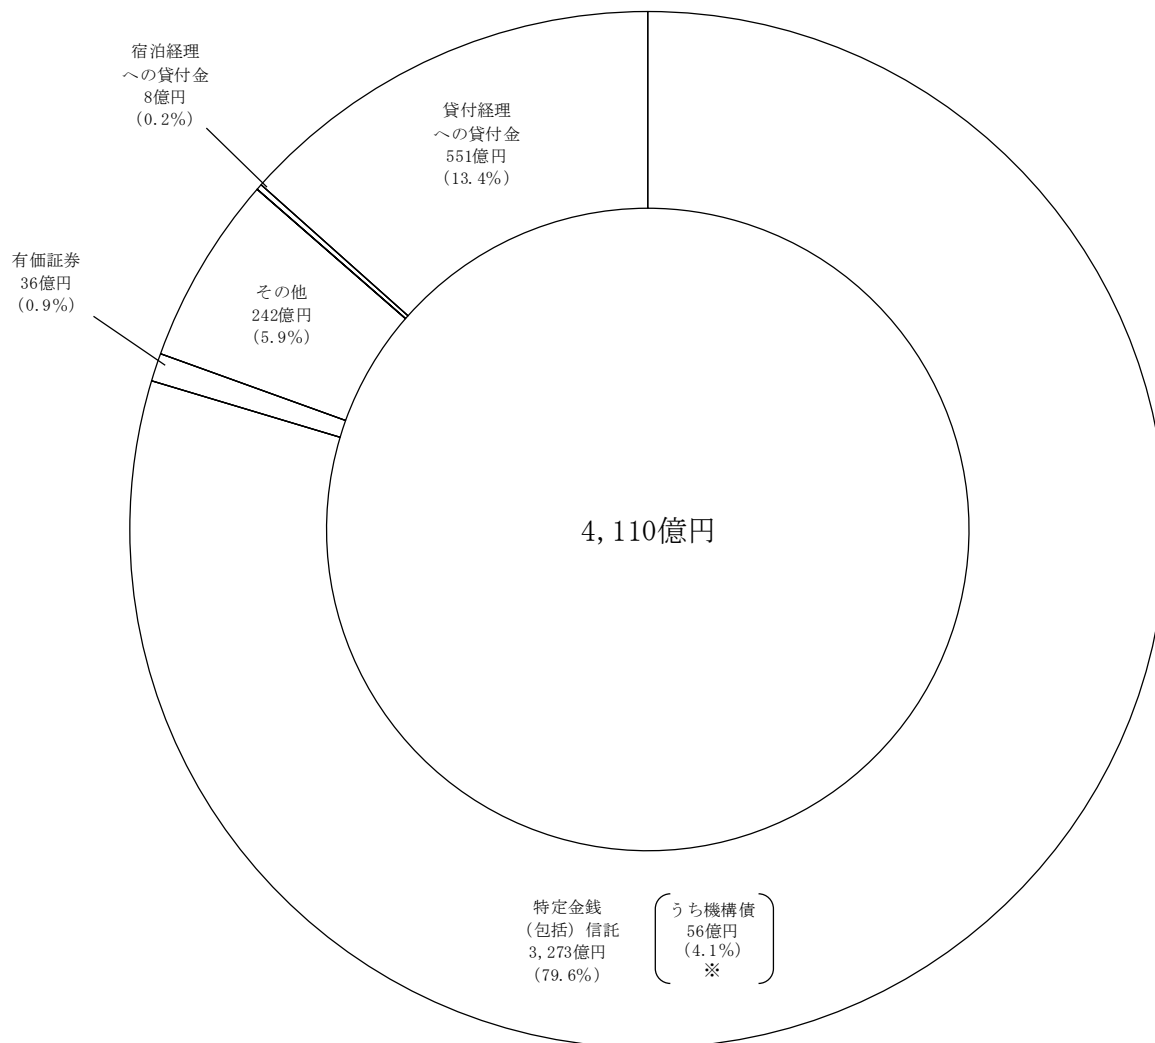 宿泊経理
への貸付金
8億円
(0.2%)
貸付経理
への貸付金
551億円
(13.4%)
有価証券
36億円
(0.9%)
その他
242億円
(5.9%)
4,110億円
特定金銭
(包括)信託
3,273億円
(79.6%)
うち機構債
56億円
(4.1%)
※